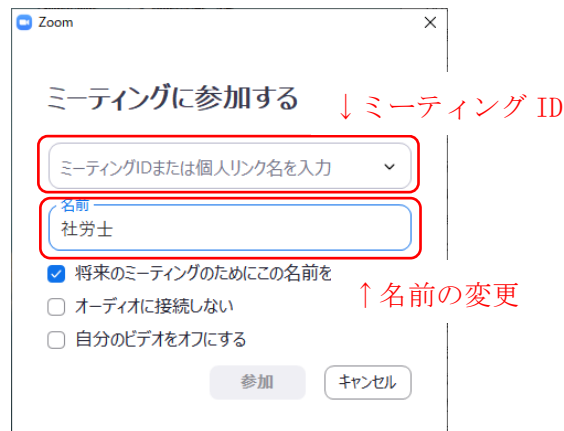 Zoom
ミーティングに参加する
↓ミーティング ID
ミーティングIDまたは個人リンク名を入力
名前
社労士
将来のミーティングのためにこの名前を
↑名前の変更
オーディオに接続しない
自分のビデオをオフにする
参加
キャンセル